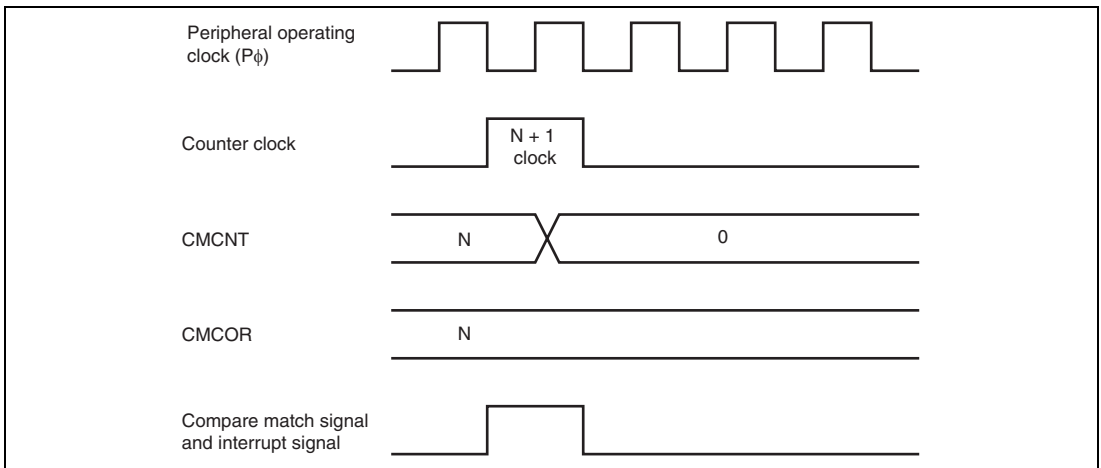 Peripheral operating
clock (Pϕ)
Counter clock
N + 1
clock
CMCNT
N
0
CMCOR
N
Compare match signal
and interrupt signal